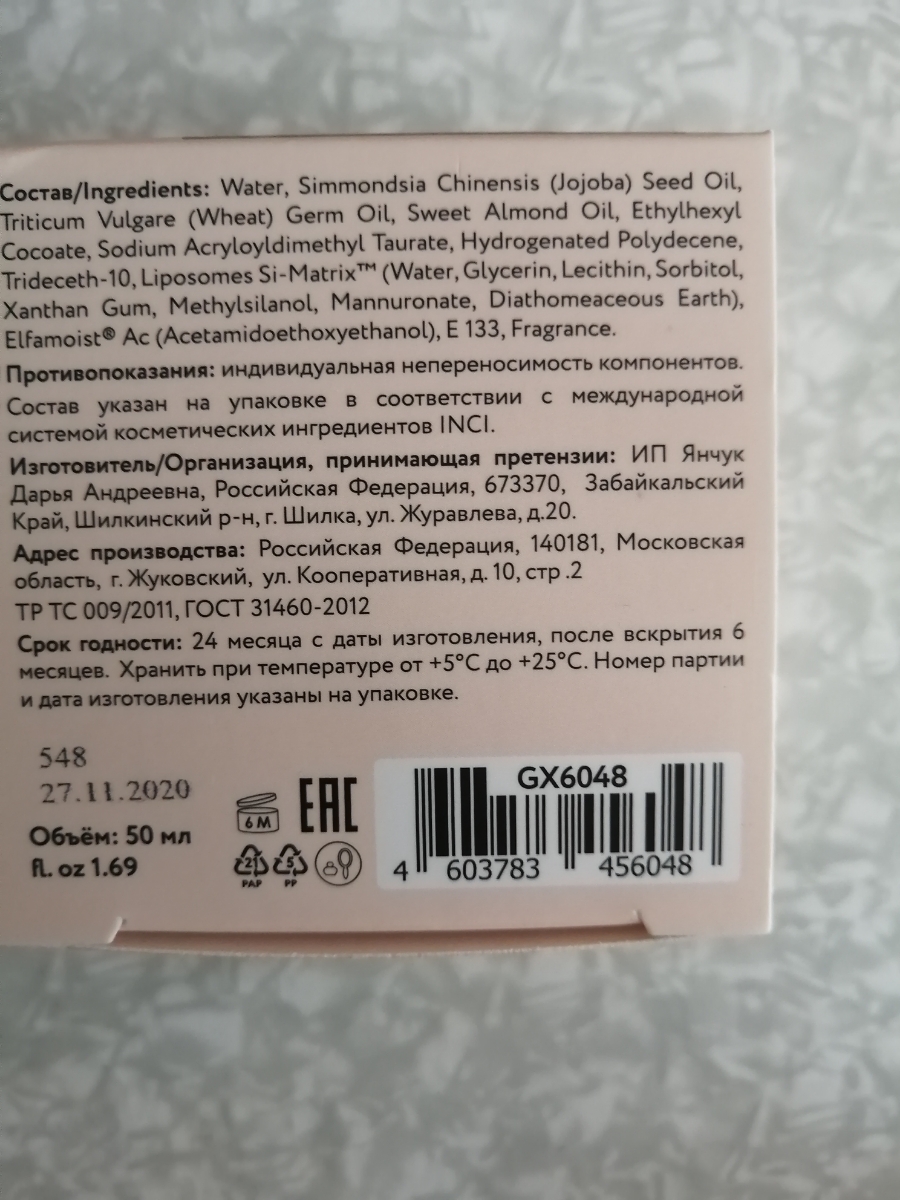 Состав/Ingredients: Water, Simmondsia Chinensis (Jojoba) Seed Oil,
Triticum Vulgare (Wheat) Germ Oil, Sweet Almond Oil, Ethylhexyl
Cocoate, Sodium Acryloyldimethyl Taurate, Hydrogenated Polydecene,
Trideceth-10, Liposomes Si-Matrix™ (Water, Glycerin, Lecithin, Sorbitol,
Xanthan Gum, Methylsilanol, Mannuronate, Diathomeaceous Earth),
Elfamoist® Ac (Acetamidoethoxyethanol), E 133, Fragrance.
Противопоказания: индивидуальная непереносимость компонентов.
Состав указан на упаковке в соответствии с международной
системой косметических ингредиентов INCI.
Изготовитель/Организация, принимающая претензии: ИП Янчук
Дарья Андреевна, Российская Федерация, 673370, Забайкальский
Край, Шилкинский р-н, г. Шилка, ул. Журавлева, д.20.
Адрес производства: Российская Федерация, 140181, Московская
область, г. Жуковский, ул. Кооперативная, д. 10, стр .2
ТР ТС 009/2011, ГОСТ 31460-2012
Срок годности: 24 месяца с даты изготовления, после вскрытия 6
месяцев. Хранить при температуре от +5°C до +25°C. Номер партии
и дата изготовления указаны на упаковке.
548
27.11.2020
Объём: 50 мл
fl. oz 1.69
6 M
EAC
2
PAP
5
PP
GX6048
4 603783 456048